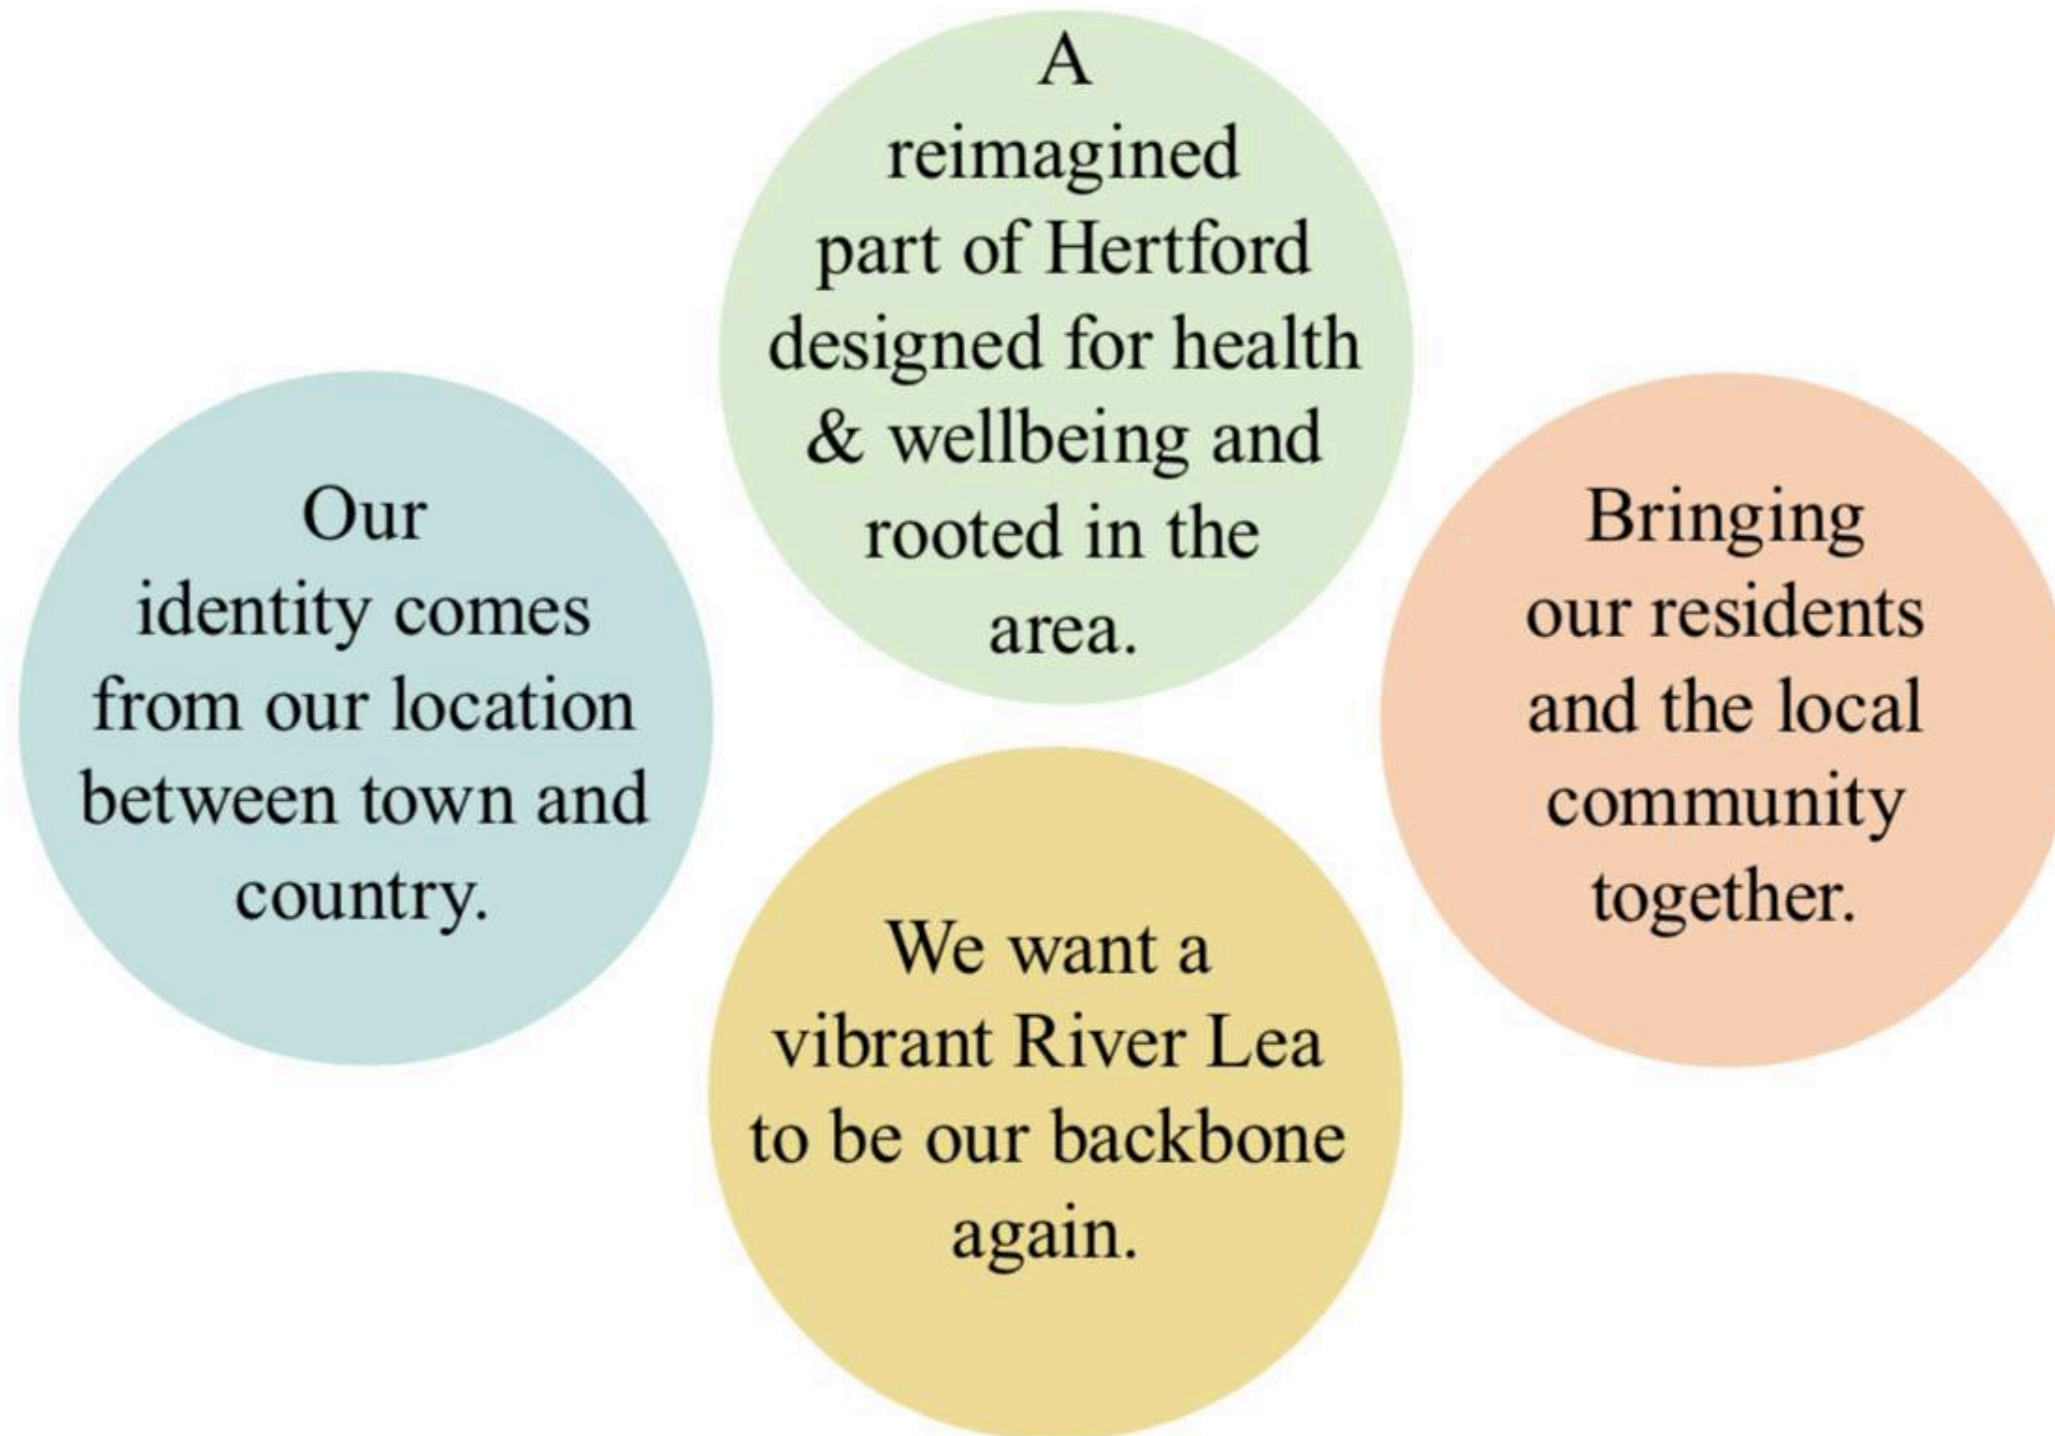 A
reimagined
part of Hertford
designed for health
& wellbeing and
rooted in the
area.
Our
identity comes
from our location
between town and
country.
Bringing
our residents
and the local
community
together.
We want a
vibrant River Lea
to be our backbone
again.